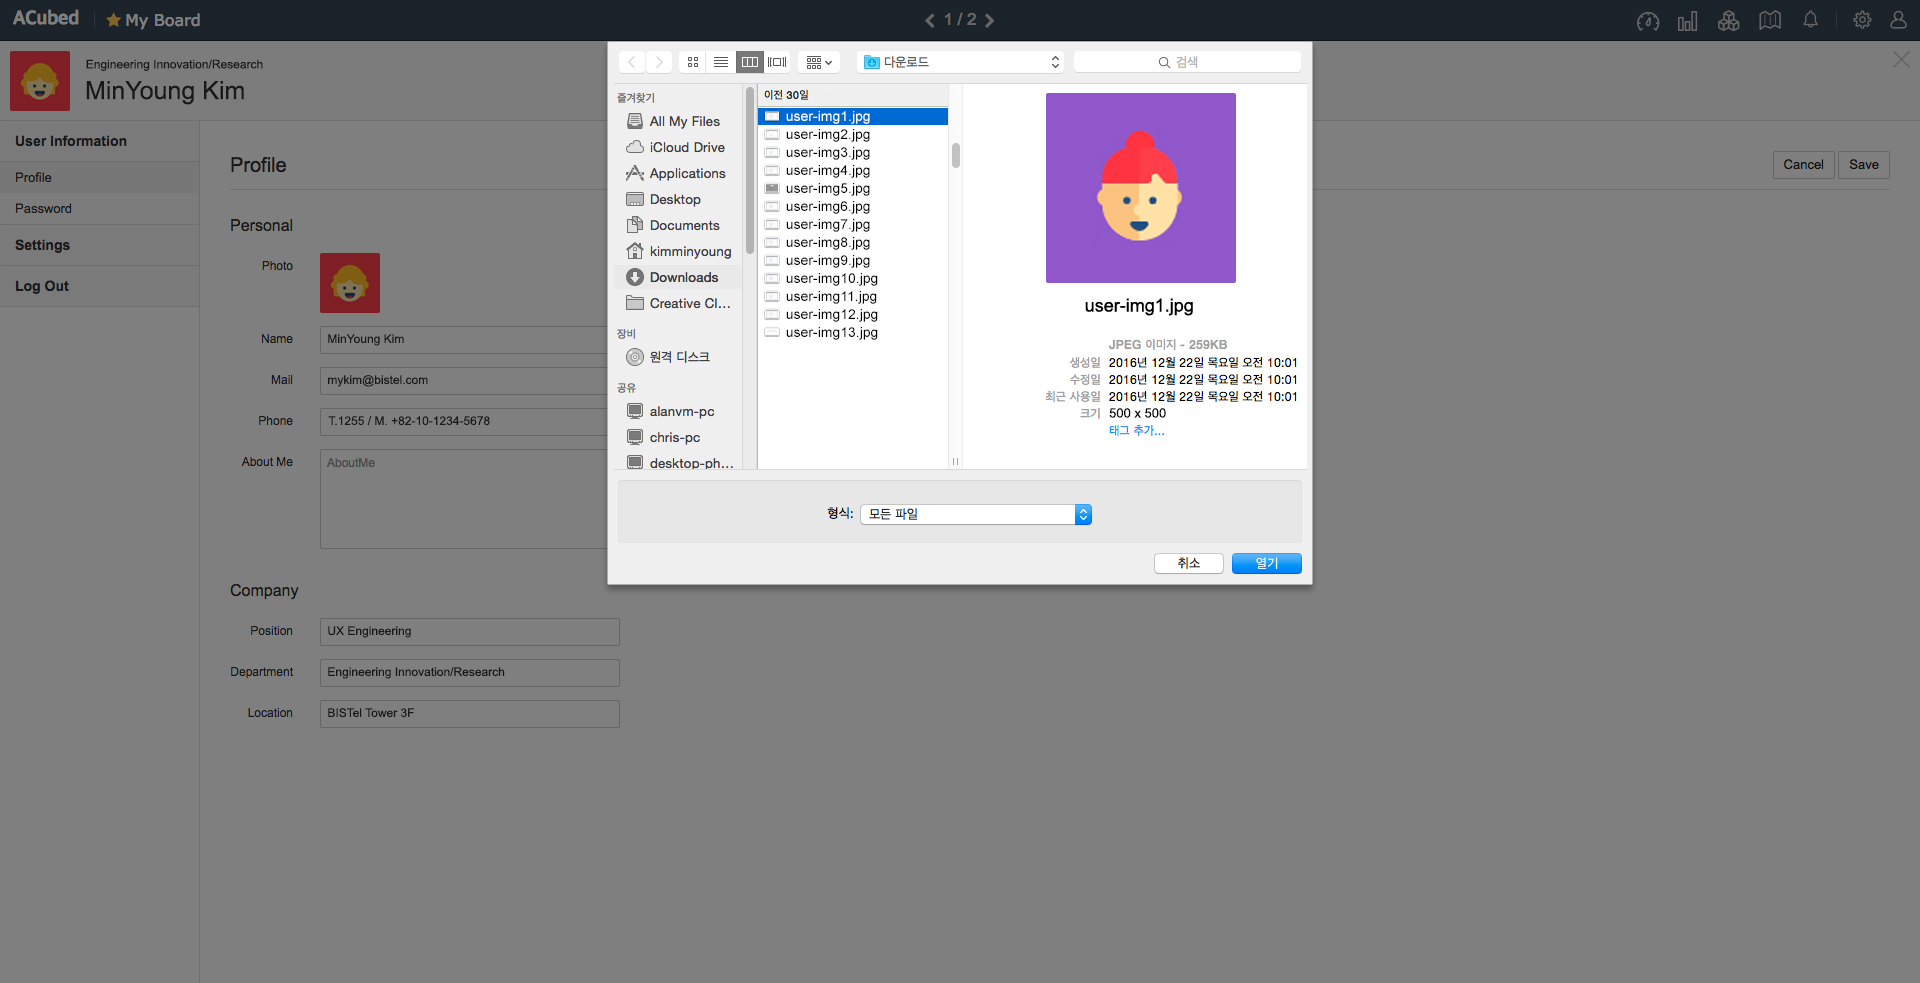 ACubed
My Board
1 / 2
Engineering Innovation/Research
MinYoung Kim
User Information
Profile
Password
Settings
Log Out
Profile
Cancel
Save
Personal
Photo
Name
MinYoung Kim
Mail
mykim@bistel.com
Phone
T.1255 / M. +82-10-1234-5678
About Me
AboutMe
Company
Position
UX Engineering
Department
Engineering Innovation/Research
Location
BISTel Tower 3F
다운로드
검색
즐겨찾기
All My Files
iCloud Drive
Applications
Desktop
Documents
kimminyoung
Downloads
Creative Cl...
장비
원격 디스크
공유
alanvm-pc
chris-pc
desktop-ph...
이전 30일
user-img1.jpg
user-img2.jpg
user-img3.jpg
user-img4.jpg
user-img5.jpg
user-img6.jpg
user-img7.jpg
user-img8.jpg
user-img9.jpg
user-img10.jpg
user-img11.jpg
user-img12.jpg
user-img13.jpg
user-img1.jpg
JPEG 이미지 - 259KB
생성일 2016년 12월 22일 목요일 오전 10:01
수정일 2016년 12월 22일 목요일 오전 10:01
최근 사용일 2016년 12월 22일 목요일 오전 10:01
크기 500 x 500
태그 추가...
형식: 모든 파일
취소
열기